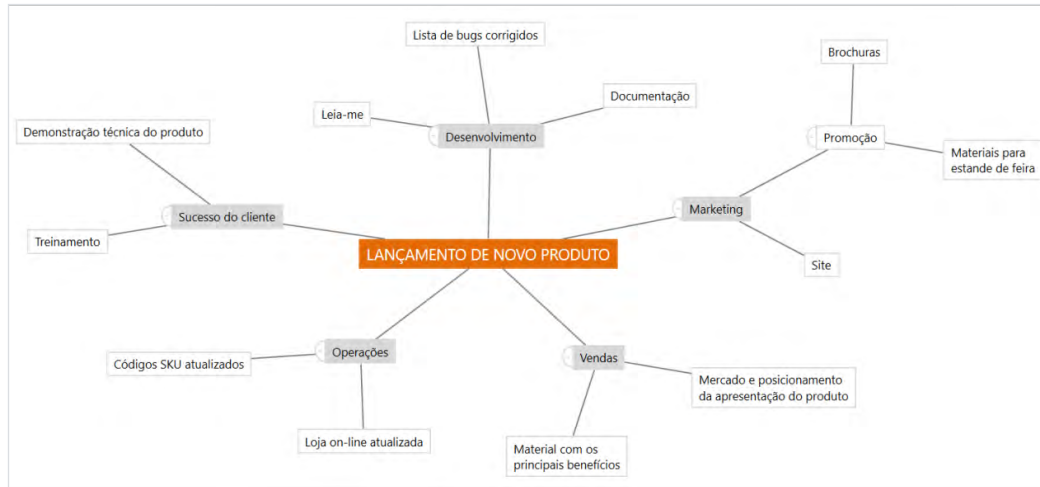 Lista de bugs corrigidos
Brochuras
Leia-me
Documentação
Demonstração técnica do produto
Desenvolvimento
Promoção
Materiais para
estande de feira
Sucesso do cliente
Marketing
Treinamento
LANÇAMENTO DE NOVO PRODUTO
Site
Códigos SKU atualizados
Operações
Vendas
Mercado e posicionamento
da apresentação do produto
Loja on-line atualizada
Material com os
principais benefícios